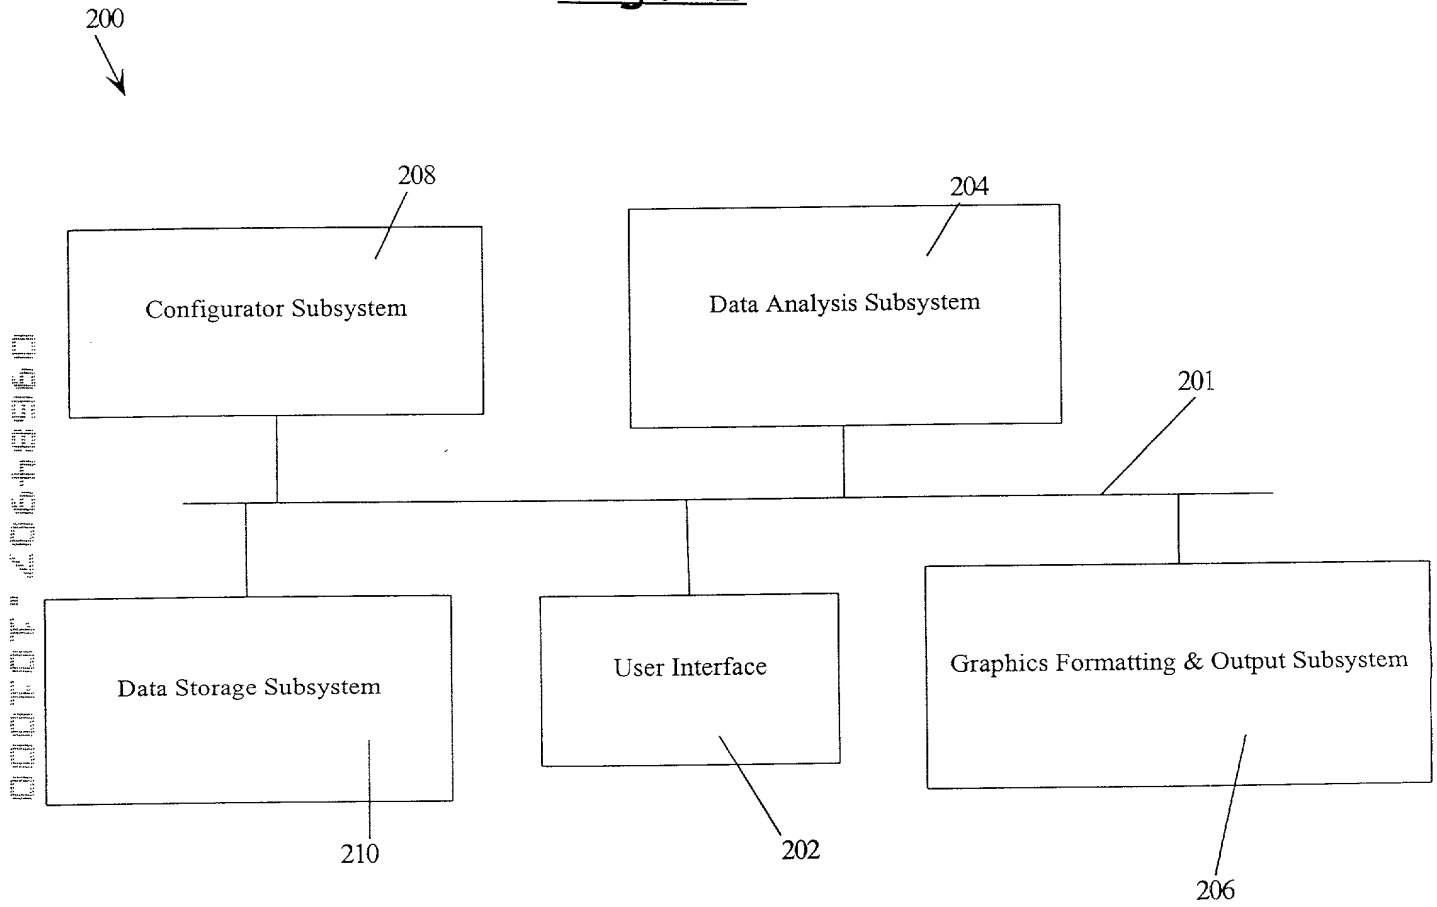 200
208
204
Configurator Subsystem
Data Analysis Subsystem
201
Data Storage Subsystem
User Interface
Graphics Formatting & Output Subsystem
210
202
206